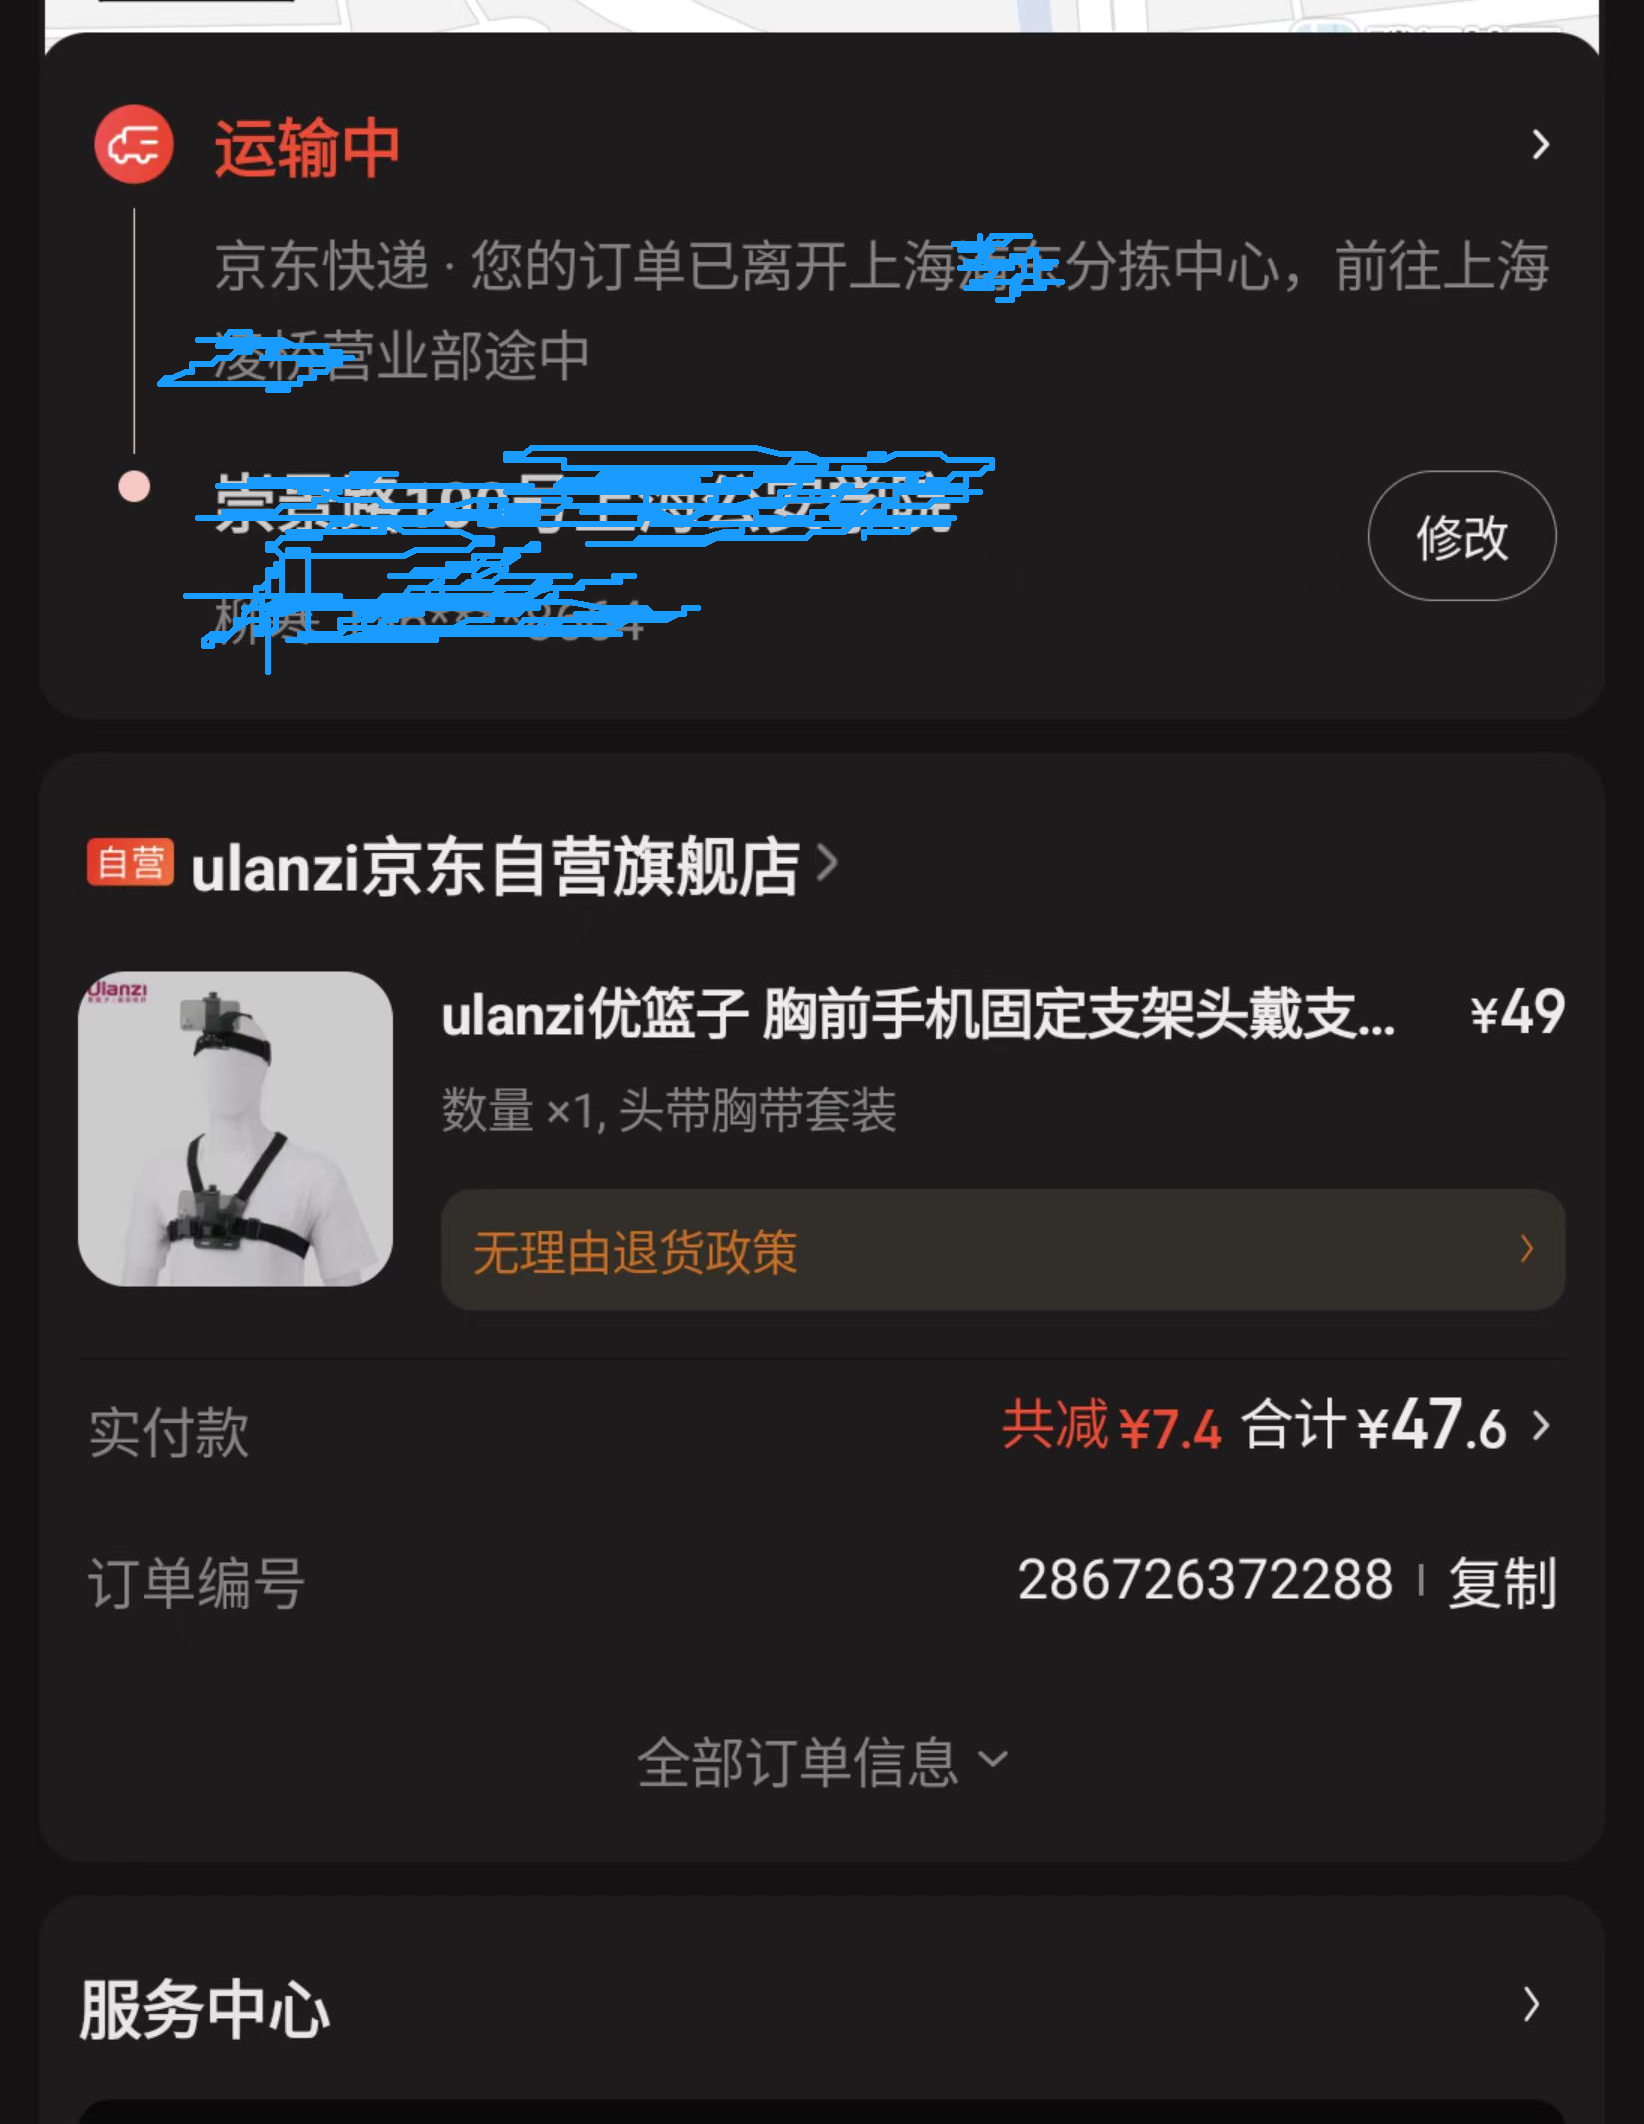 运输中
京东快递 · 您的订单已离开上海 分拣中心，前往上海
营业部途中
修改
自营 ulanzi京东自营旗舰店
Ulanzi
ulanzi优篮子 胸前手机固定支架头戴支... ¥49
数量 ×1, 头带胸带套装
无理由退货政策
实付款 共减 ¥7.4 合计 ¥47.6
订单编号 286726372288 | 复制
全部订单信息
服务中心